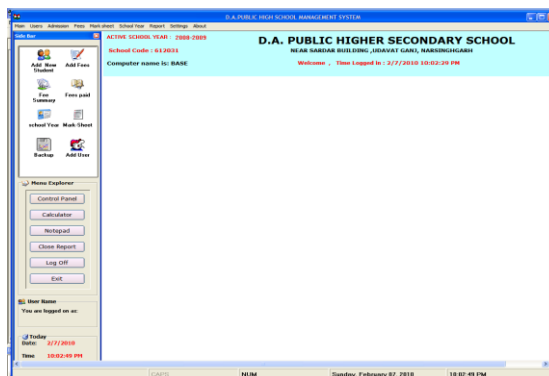 D.A.PUBLIC HIGH SCHOOL MANAGEMENT SYSTEM
Main Users Admission Fees Mark-sheet School Year Report Settings About
Side Bar
ACTIVE SCHOOL YEAR : 2008-2009
School Code : 612031
Computer name is: BASE
D.A. PUBLIC HIGHER SECONDARY SCHOOL
NEAR SARDAR BUILDING ,UDAVAT GANJ, NARSINGHGARH
Welcome , Time Logged in : 2/7/2010 10:02:29 PM
Add New Student
Add Fees
Fee Summary
Fees paid
school Year
Mark-Sheet
Backup
Add User
Menu Explorer
Control Panel
Calculator
Notepad
Close Report
Log Off
Exit
User Name
You are logged on as:
Today
Date: 2/7/2010
Time 10:02:49 PM
CAPS
NUM
Sunday, February 07, 2010
10:02:49 PM